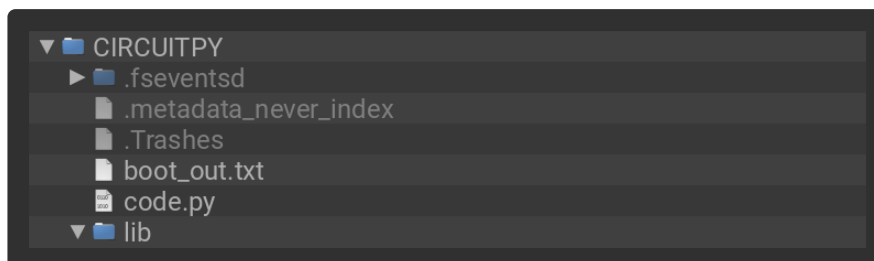 CIRCUITPY
.fseventsd
.metadata_never_index
.Trashes
boot_out.txt
code.py
lib